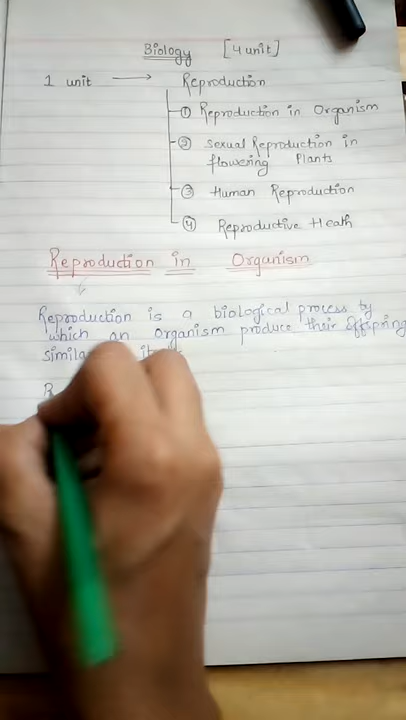 Biology [4 unit]
1 unit → Reproduction
① Reproduction in Organism
② Sexual Reproduction in
flowering Plants
③ Human Reproduction
④ Reproductive Heath
Reproduction in Organism
Reproduction is a biological process by
which an organism produce their offspring
R